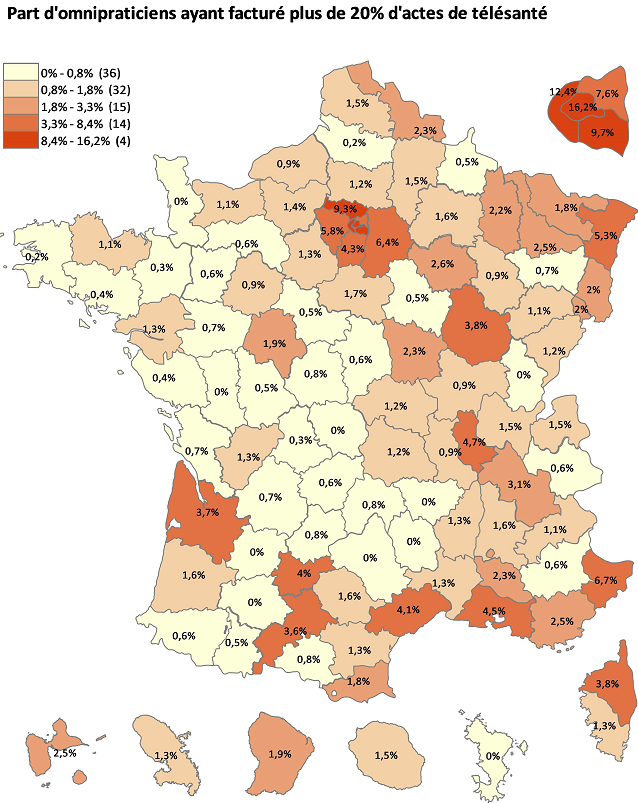 Part d'omnipraticiens ayant facturé plus de 20% d'actes de télésanté
0% - 0,8% (36)
0,8% - 1,8% (32)
1,8% - 3,3% (15)
3,3% - 8,4% (14)
8,4% - 16,2% (4)
12,4% 7,6%
16,2%
9,7%
1,5%
2,3%
0,2%
0,9% 0,5%
1,2% 1,5%
0% 1,1% 1,4% 9,3% 1,6% 2,2% 1,8%
5,8% 6,4% 5,3%
0,2% 1,1% 0,6% 1,3% 4,3% 2,5%
0,3% 0,6% 2,6% 0,9% 0,7%
0,4% 0,9% 1,7% 0,5% 2%
1,3% 0,7% 0,5% 3,8% 1,1% 2%
1,9% 0,6% 2,3% 1,2%
0,4% 0% 0,5% 0,8% 0,9% 0%
1,2%
0,7% 1,3% 0,3% 0% 1,2% 0,9% 4,7% 1,5% 1,5%
0,6%
3,7% 0,7% 0,6% 0,8% 0% 3,1%
1,3% 1,6% 1,1%
0% 0,8% 0% 0%
1,6% 4% 1,3% 2,3% 0,6% 6,7%
0% 1,6% 4,1% 4,5% 2,5%
0,6% 0,5% 3,6% 0,8% 1,3%
1,8% 3,8%
1,3%
2,5% 1,3% 1,9% 1,5% 0%